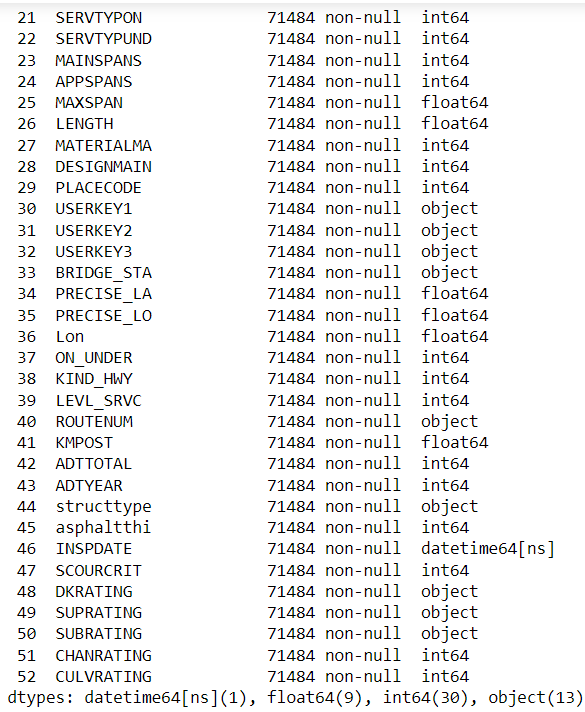 21 SERVTYPON 71484 non-null int64
22 SERVTYPUND 71484 non-null int64
23 MAINSPANS 71484 non-null int64
24 APPSPANS 71484 non-null int64
25 MAXSPAN 71484 non-null float64
26 LENGTH 71484 non-null float64
27 MATERIALMA 71484 non-null int64
28 DESIGNMAIN 71484 non-null int64
29 PLACECODE 71484 non-null int64
30 USERKEY1 71484 non-null object
31 USERKEY2 71484 non-null object
32 USERKEY3 71484 non-null object
33 BRIDGE_STA 71484 non-null object
34 PRECISE_LA 71484 non-null float64
35 PRECISE_LO 71484 non-null float64
36 Lon 71484 non-null float64
37 ON_UNDER 71484 non-null int64
38 KIND_HWY 71484 non-null int64
39 LEVL_SRVC 71484 non-null int64
40 ROUTENUM 71484 non-null object
41 KMPOST 71484 non-null float64
42 ADTTOTAL 71484 non-null int64
43 ADTYEAR 71484 non-null int64
44 structtype 71484 non-null object
45 asphaltthi 71484 non-null int64
46 INSPDATE 71484 non-null datetime64[ns]
47 SCOURCRIT 71484 non-null int64
48 DKRATING 71484 non-null object
49 SUPRATING 71484 non-null object
50 SUBRATING 71484 non-null object
51 CHANRATING 71484 non-null int64
52 CULVRATING 71484 non-null int64
dtypes: datetime64[ns](1), float64(9), int64(30), object(13)